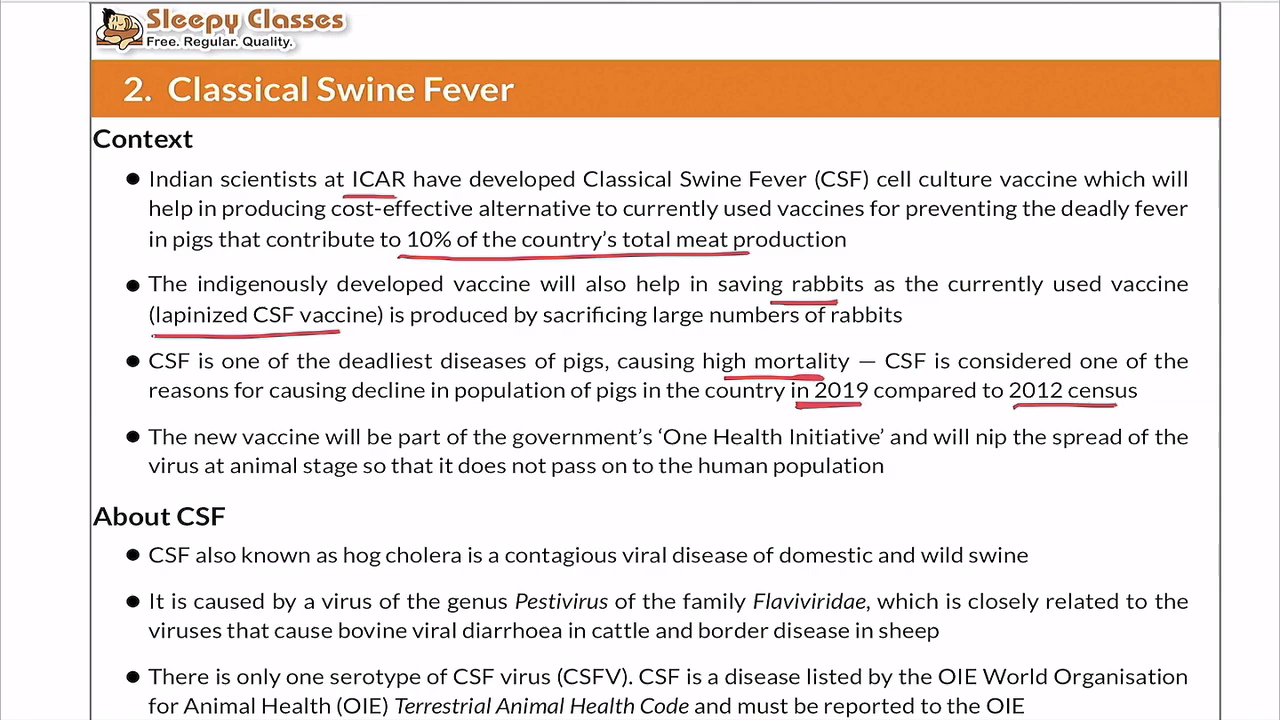 Sleepy Classes
Free. Regular. Quality.
2. Classical Swine Fever
Context
● Indian scientists at ICAR have developed Classical Swine Fever (CSF) cell culture vaccine which will
help in producing cost-effective alternative to currently used vaccines for preventing the deadly fever
in pigs that contribute to 10% of the country's total meat production
● The indigenously developed vaccine will also help in saving rabbits as the currently used vaccine
(lapinized CSF vaccine) is produced by sacrificing large numbers of rabbits
● CSF is one of the deadliest diseases of pigs, causing high mortality — CSF is considered one of the
reasons for causing decline in population of pigs in the country in 2019 compared to 2012 census
● The new vaccine will be part of the government's 'One Health Initiative' and will nip the spread of the
virus at animal stage so that it does not pass on to the human population
About CSF
● CSF also known as hog cholera is a contagious viral disease of domestic and wild swine
● It is caused by a virus of the genus Pestivirus of the family Flaviviridae, which is closely related to the
viruses that cause bovine viral diarrhoea in cattle and border disease in sheep
● There is only one serotype of CSF virus (CSFV). CSF is a disease listed by the OIE World Organisation
for Animal Health (OIE) Terrestrial Animal Health Code and must be reported to the OIE